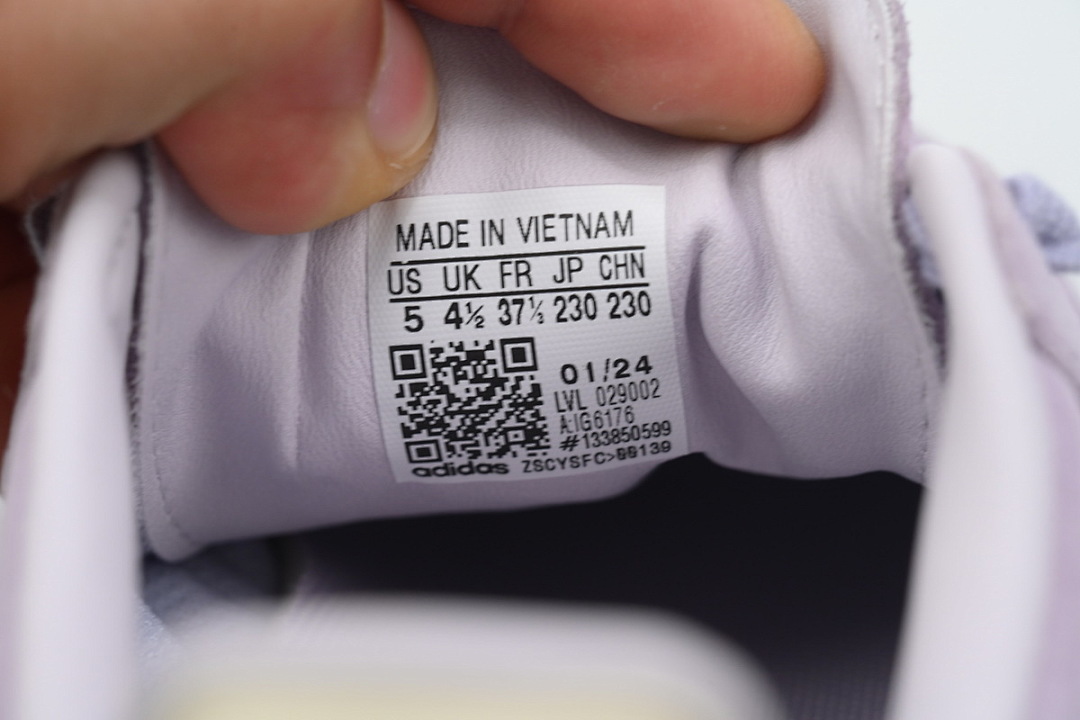 MADE IN VIETNAM
US UK FR JP CHN
5 4½ 37⅓ 230 230
01/24
LVL 029002
A:IG6176
#133850599
adidas ZSCYSFC>00139